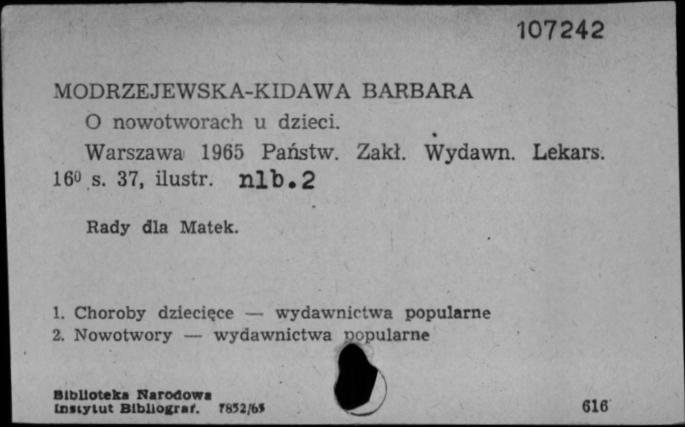 107242
MODRZEJEWSKA-KIDAWA BARBARA
O nowotworach u dzieci.
Warszawa 1965 Państw. Zakł. Wydawn. Lekars.
16⁰ s. 37, ilustr. nlb. 2
Rady dla Matek.
1. Choroby dziecięce — wydawnictwa popularne
2. Nowotwory — wydawnictwa popularne
Biblioteka Narodowa
Instytut Bibliograf. 7852/65 616